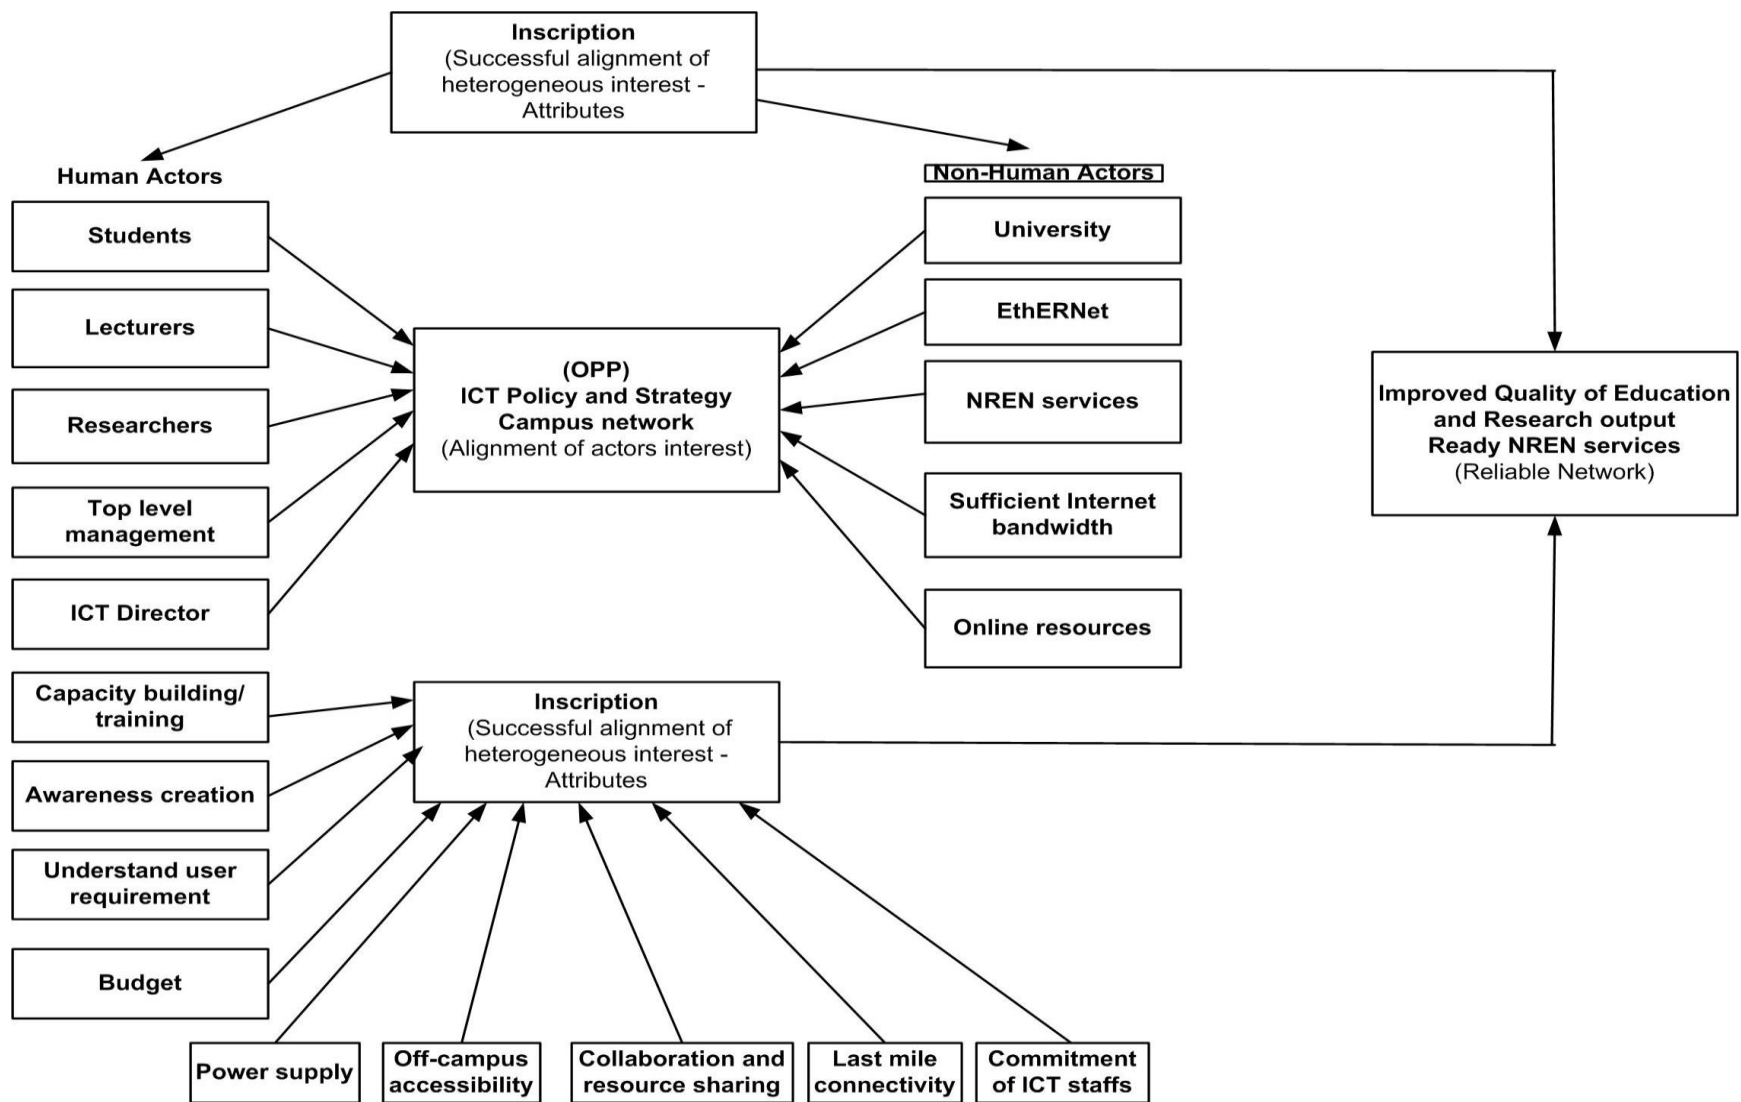 Inscription
(Successful alignment of
heterogeneous interest -
Attributes
Human Actors
Non-Human Actors
Students
Lecturers
Researchers
Top level
management
ICT Director
(OPP)
ICT Policy and Strategy
Campus network
(Alignment of actors interest)
University
EthERNet
NREN services
Sufficient Internet
bandwidth
Online resources
Improved Quality of Education
and Research output
Ready NREN services
(Reliable Network)
Capacity building/
training
Awareness creation
Understand user
requirement
Budget
Inscription
(Successful alignment of
heterogeneous interest -
Attributes
Power supply
Off-campus
accessibility
Collaboration and
resource sharing
Last mile
connectivity
Commitment
of ICT staffs